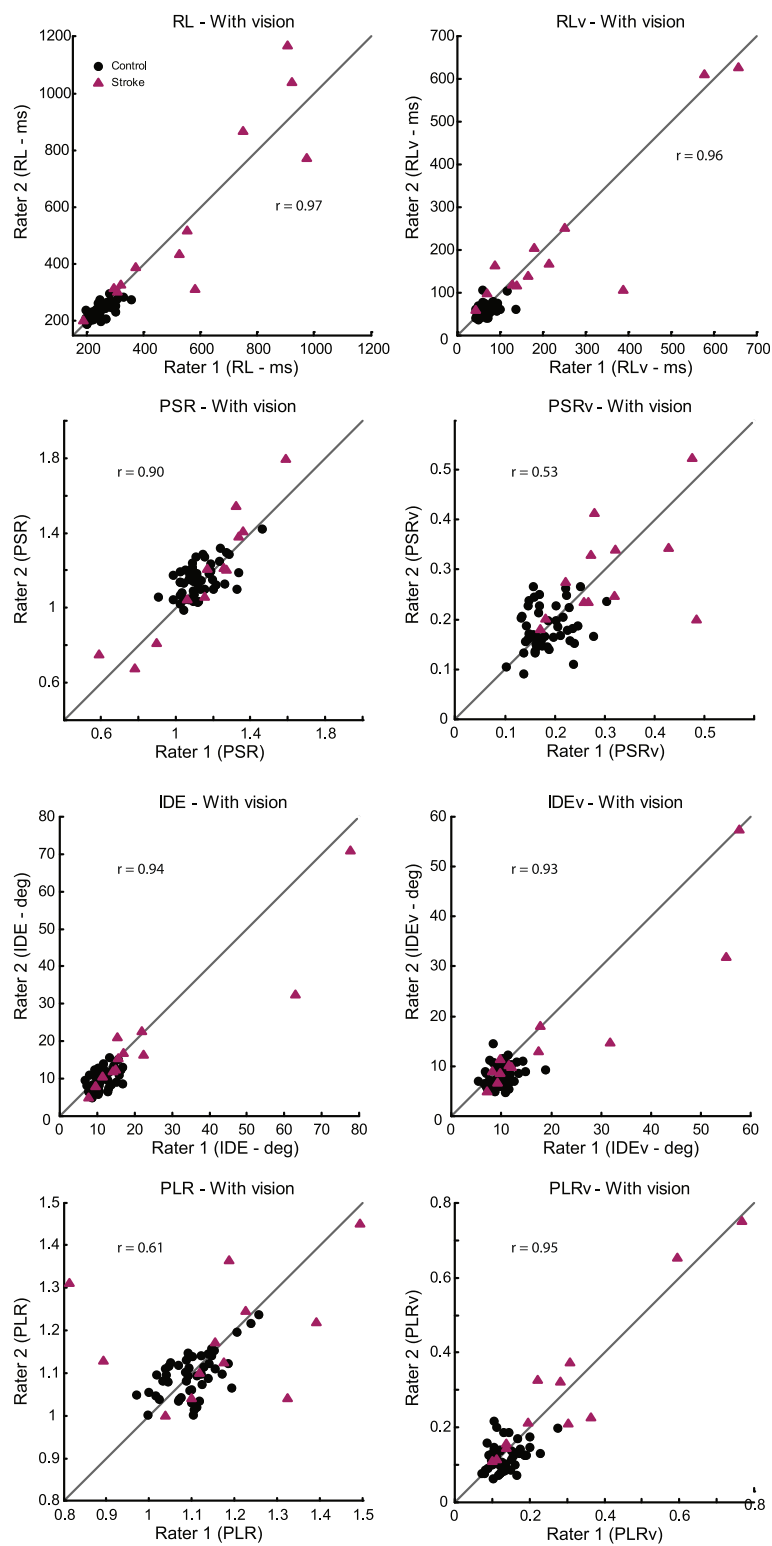 RL - With vision
1200
1000
800
600
400
200
Rater 2 (RL - ms)
Control
Stroke
r = 0.97
200 400 600 800 1000 1200
Rater 1 (RL - ms)
RLv - With vision
700
600
500
400
300
200
100
0
Rater 2 (RLv - ms)
r = 0.96
0 100 200 300 400 500 600 700
Rater 1 (RLv - ms)
PSR - With vision
1.8
1.4
1
0.6
Rater 2 (PSR)
r = 0.90
0.6 1 1.4 1.8
Rater 1 (PSR)
PSRv - With vision
0.5
0.4
0.3
0.2
0.1
0
Rater 2 (PSRv)
r = 0.53
0 0.1 0.2 0.3 0.4 0.5
Rater 1 (PSRv)
IDE - With vision
80
70
60
50
40
30
20
10
0
Rater 2 (IDE - deg)
r = 0.94
0 10 20 30 40 50 60 70 80
Rater 1 (IDE - deg)
IDEv - With vision
60
50
40
30
20
10
0
Rater 2 (IDEv - deg)
r = 0.93
0 10 20 30 40 50 60
Rater 1 (IDEv - deg)
PLR - With vision
1.5
1.4
1.3
1.2
1.1
1
0.9
0.8
Rater 2 (PLR)
r = 0.61
0.8 0.9 1 1.1 1.2 1.3 1.4 1.5
Rater 1 (PLR)
PLRv - With vision
0.8
0.6
0.4
0.2
0
Rater 2 (PLRv)
r = 0.95
0 0.2 0.4 0.6 0.8
Rater 1 (PLRv)